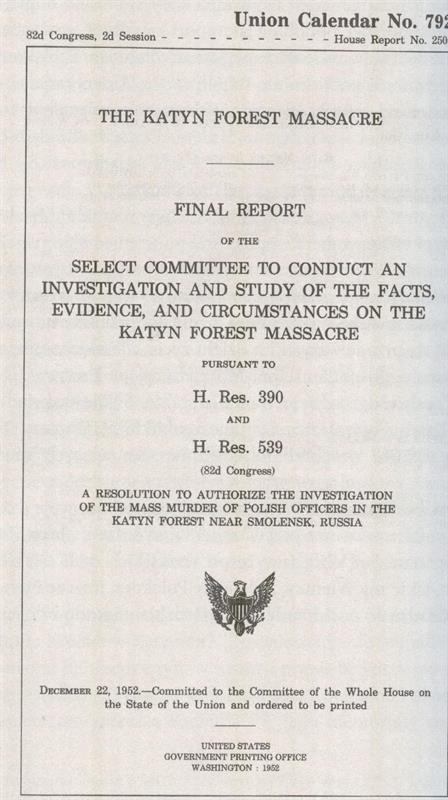 Union Calendar No. 792
82d Congress, 2d Session - - - - - - - - - - - House Report No. 250
THE KATYN FOREST MASSACRE
FINAL REPORT
OF THE
SELECT COMMITTEE TO CONDUCT AN
INVESTIGATION AND STUDY OF THE FACTS,
EVIDENCE, AND CIRCUMSTANCES ON THE
KATYN FOREST MASSACRE
PURSUANT TO
H. Res. 390
AND
H. Res. 539
(82d Congress)
A RESOLUTION TO AUTHORIZE THE INVESTIGATION
OF THE MASS MURDER OF POLISH OFFICERS IN THE
KATYN FOREST NEAR SMOLENSK, RUSSIA
DECEMBER 22, 1952.—Committed to the Committee of the Whole House on
the State of the Union and ordered to be printed
UNITED STATES
GOVERNMENT PRINTING OFFICE
WASHINGTON : 1952